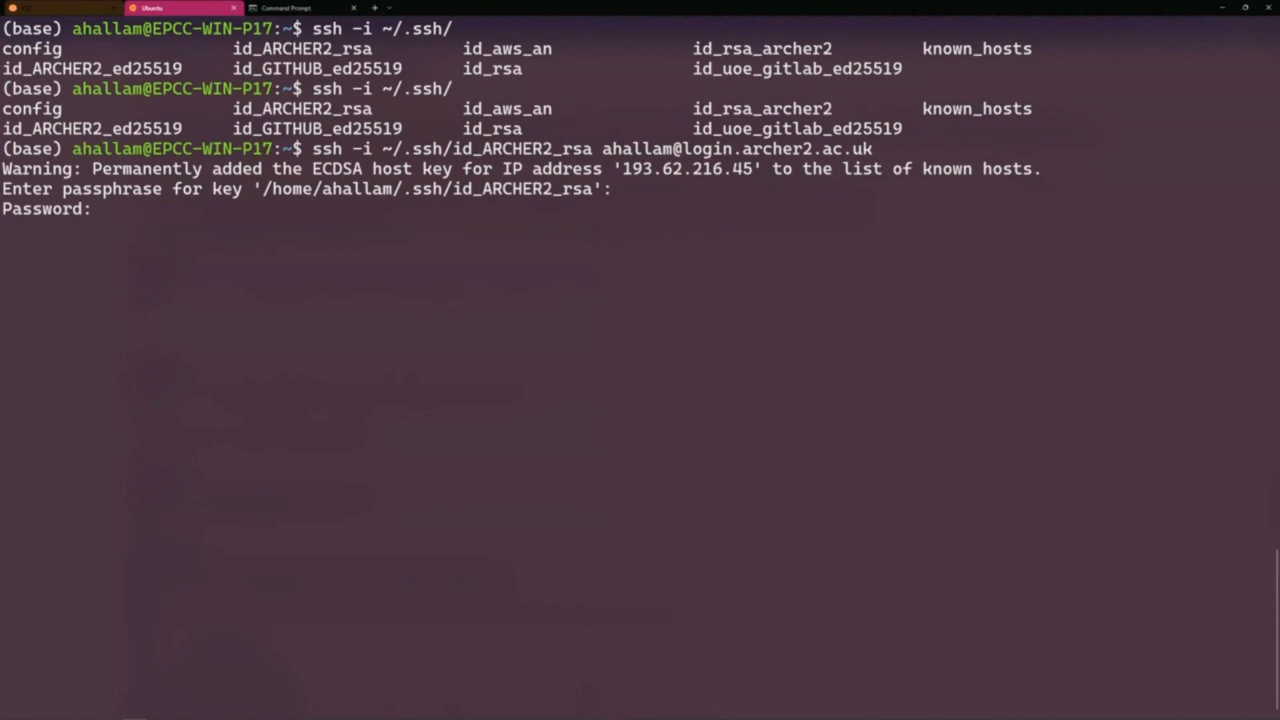 Ubuntu
Command Prompt
(base) ahallam@EPCC-WIN-P17:~$ ssh -i ~/.ssh/
config id_ARCHER2_rsa id_aws_an id_rsa_archer2 known_hosts
id_ARCHER2_ed25519 id_GITHUB_ed25519 id_rsa id_uoe_gitlab_ed25519
(base) ahallam@EPCC-WIN-P17:~$ ssh -i ~/.ssh/
config id_ARCHER2_rsa id_aws_an id_rsa_archer2 known_hosts
id_ARCHER2_ed25519 id_GITHUB_ed25519 id_rsa id_uoe_gitlab_ed25519
(base) ahallam@EPCC-WIN-P17:~$ ssh -i ~/.ssh/id_ARCHER2_rsa ahallam@login.archer2.ac.uk
Warning: Permanently added the ECDSA host key for IP address '193.62.216.45' to the list of known hosts.
Enter passphrase for key '/home/ahallam/.ssh/id_ARCHER2_rsa':
Password: